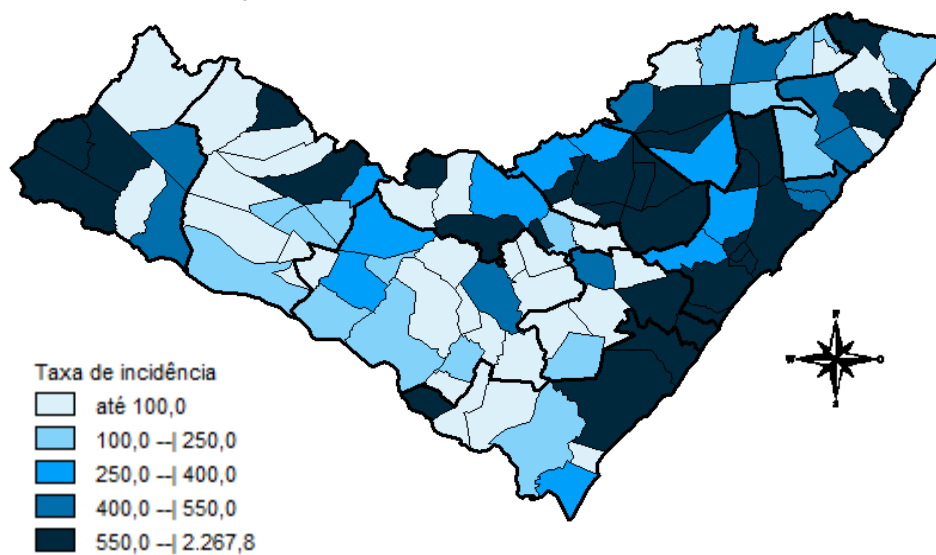 Taxa de incidência
até 100,0
100,0 --| 250,0
250,0 --| 400,0
400,0 --| 550,0
550,0 --| 2.267,8